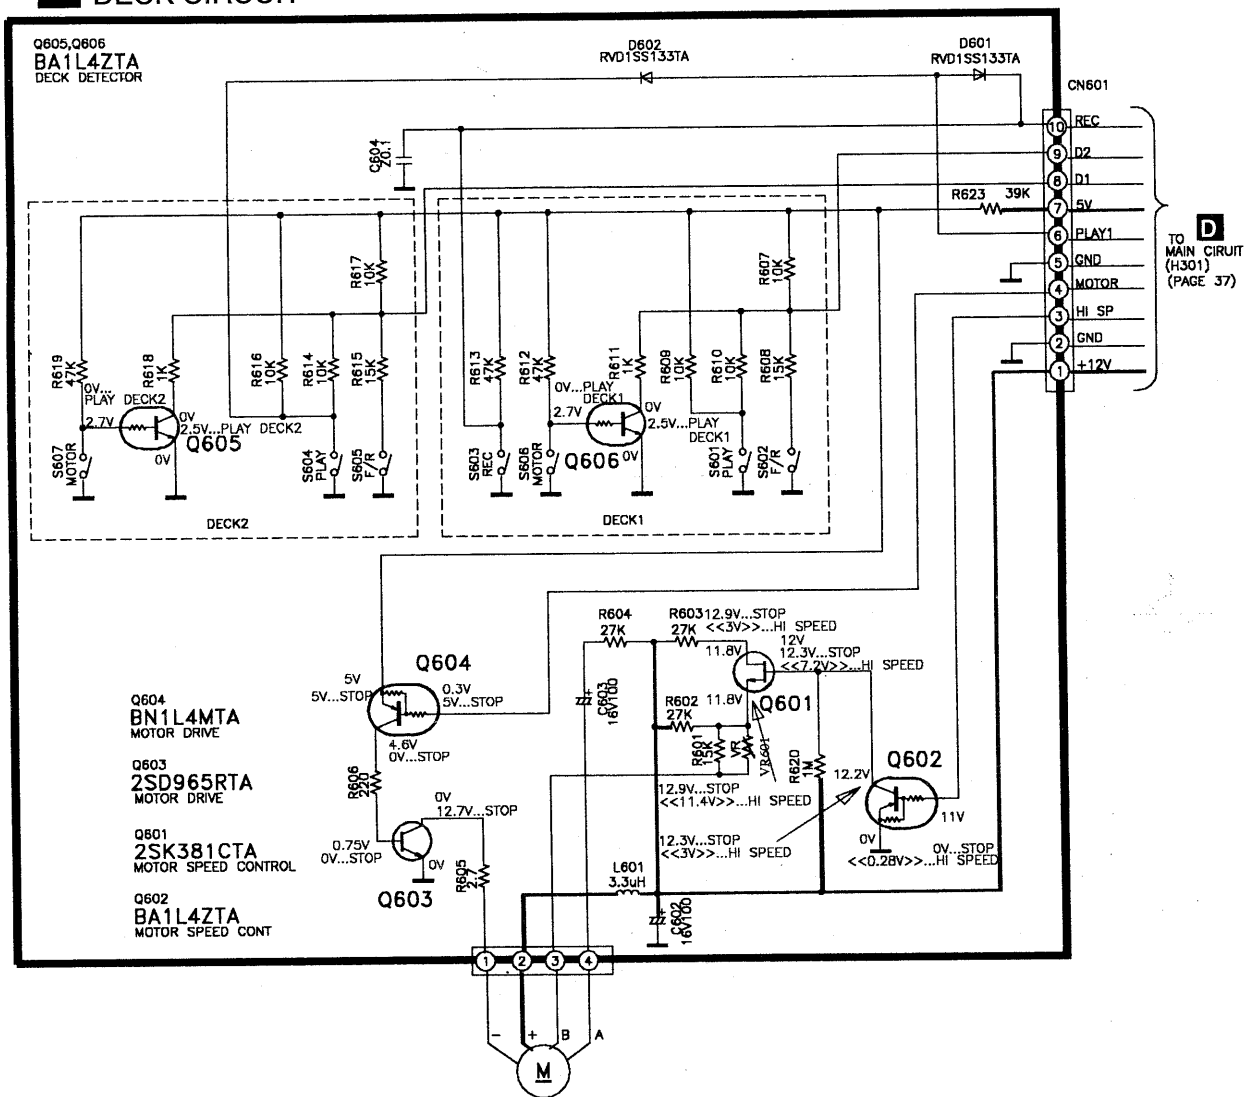 DECK CIRCUIT
Q605,Q606
BA1L4ZTA
DECK DETECTOR
D602
RVD1SS133TA
D601
RVD1SS133TA
CN601
C604
Z0.1
10 REC
9 D2
8 D1
7 5V
6 PLAY1
5 GND
4 MOTOR
3 HI SP
2 GND
1 +12V
R623 39K
TO D
MAIN CIRUIT
(H301)
(PAGE 37)
R617
10K
R607
10K
R619
47K
R618
1K
R616
10K
R614
10K
R615
15K
R613
47K
R612
47K
R611
1K
R609
10K
R610
10K
R608
15K
0V...
PLAY DECK2
2.7V
0V
2.5V...PLAY DECK2
Q605
0V
S607
MOTOR
S604
PLAY
S605
F/R
DECK2
0V...PLAY
DECK1
2.7V
0V
2.5V...PLAY
DECK1
Q606
0V
S603
REC
S606
MOTOR
S601
PLAY
S602
F/R
DECK1
R604
27K
R603
27K
12.9V...STOP
<<3V>>...HI SPEED
12V
12.3V...STOP
<<7.2V>>...HI SPEED
11.8V
11.8V
Q601
Q604
5V
5V...STOP
0.3V
5V...STOP
4.6V
0V...STOP
C603
16V100
R602
27K
R601
15K
VR
VR601
R620
1M
Q602
12.2V
11V
0V
0V...STOP
<<0.28V>>...HI SPEED
12.9V...STOP
<<11.4V>>...HI SPEED
12.3V...STOP
<<3V>>...HI SPEED
Q604
BN1L4MTA
MOTOR DRIVE
Q603
2SD965RTA
MOTOR DRIVE
Q601
2SK381CTA
MOTOR SPEED CONTROL
Q602
BA1L4ZTA
MOTOR SPEED CONT
R606
220
0V
12.7V...STOP
0.75V
0V...STOP
0V
Q603
R605
2.7
L601
3.3uH
C602
16V100
1 2 3 4
- + B A
M